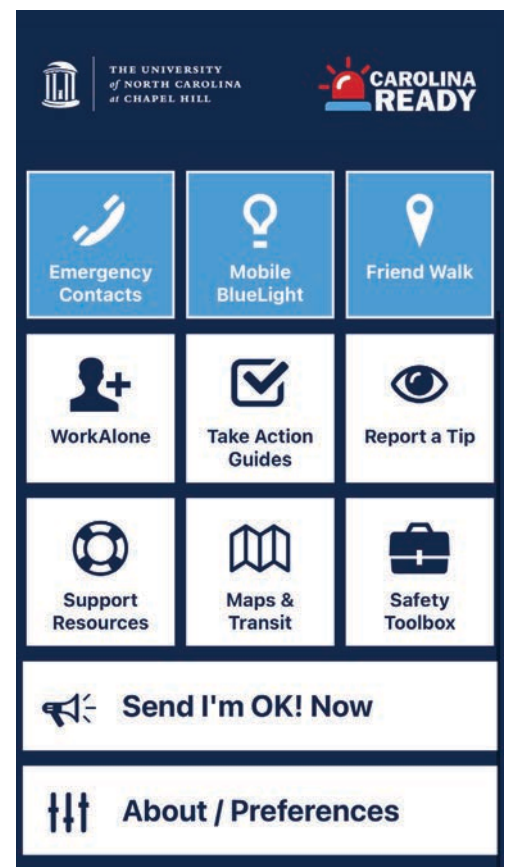 THE UNIVERSITY
of NORTH CAROLINA
at CHAPEL HILL
CAROLINA
READY
Emergency
Contacts
Mobile
BlueLight
Friend Walk
WorkAlone
Take Action
Guides
Report a Tip
Support
Resources
Maps &
Transit
Safety
Toolbox
Send I'm OK! Now
About / Preferences